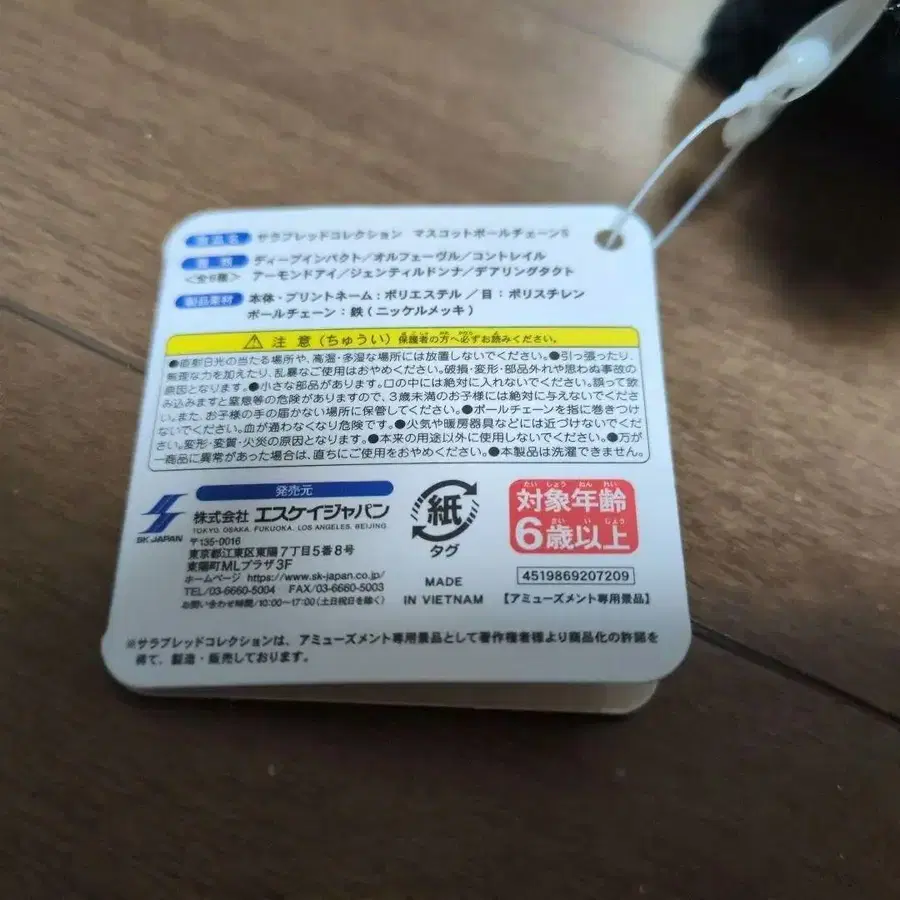 商品名 サラブレッドコレクション マスコットボールチェーンS
種類 ディープインパクト／オルフェーヴル／コントレイル
<全6種> アーモンドアイ／ジェンティルドンナ／デアリングタクト
製品素材 本体・プリントネーム：ポリエステル／目：ポリスチレン
ボールチェーン：鉄（ニッケルメッキ）
⚠ 注意（ちゅうい）保護者の方へ必ずお読みください。
●直射日光の当たる場所や、高温・多湿な場所には放置しないでください。●引っ張ったり、
無理な力を加えたり、乱暴なご使用はおやめください。破損・変形・部品外れや思わぬ事故の
原因となります。●小さな部品があります。口の中には絶対に入れないでください。誤って飲
み込みますと窒息等の危険がありますので、3歳未満のお子様には絶対に与えないでくださ
い。また、お子様の手の届かない場所に保管してください。●ボールチェーンを指に巻きつけ
ないでください。血が通わなくなり危険です。●火気や暖房器具などには近づけないでくだ
さい。変形・変質・火災の原因となります。●本来の用途以外に使用しないでください。●万が
一商品に異常があった場合は、直ちにご使用をおやめください。●本製品は洗濯できません。
発売元
SK JAPAN
株式会社 エスケイジャパン
TOKYO, OSAKA, FUKUOKA, LOS ANGELES, BEIJING
〒135-0016
東京都江東区東陽7丁目5番8号
東陽町MLプラザ3F
ホームページ https://www.sk-japan.co.jp/
TEL/03-6660-5004 FAX/03-6660-5003
お問い合わせ時間/10:00〜17:00(土日祝日を除く)
紙
タグ
MADE
IN VIETNAM
たいしょうねんれい
対象年齢
さいいじょう
6歳以上
4519869207209
【アミューズメント専用景品】
※サラブレッドコレクションは、アミューズメント専用景品として著作権者様より商品化の許諾を
得て、製造・販売しております。